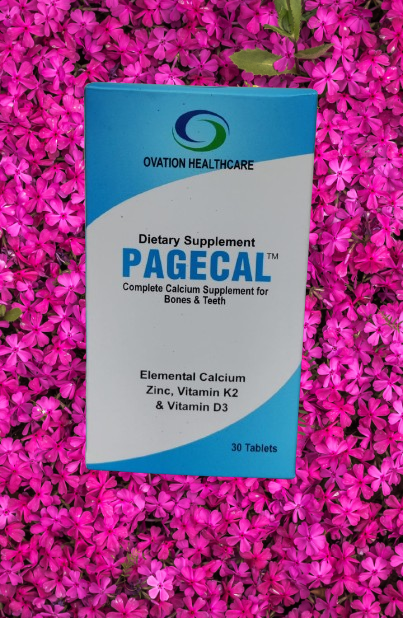 OVATION HEALTHCARE
Dietary Supplement
PAGECAL™
Complete Calcium Supplement for
Bones & Teeth
Elemental Calcium
Zinc, Vitamin K2
& Vitamin D3
30 Tablets